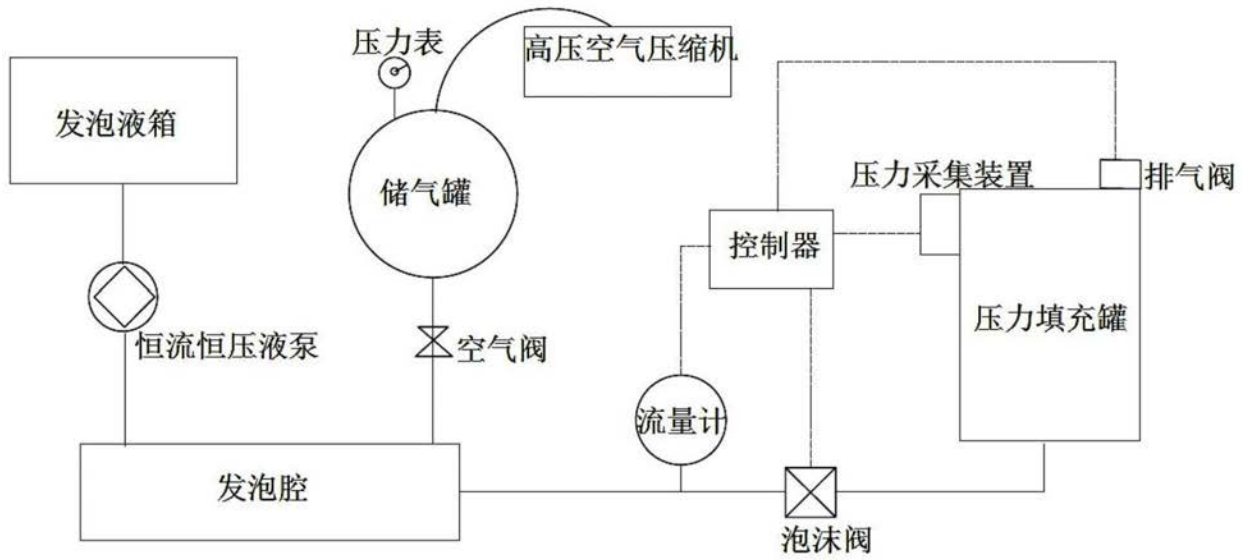 压力表
高压空气压缩机
发泡液箱
储气罐
压力采集装置
排气阀
控制器
压力填充罐
恒流恒压液泵
空气阀
流量计
发泡腔
泡沫阀